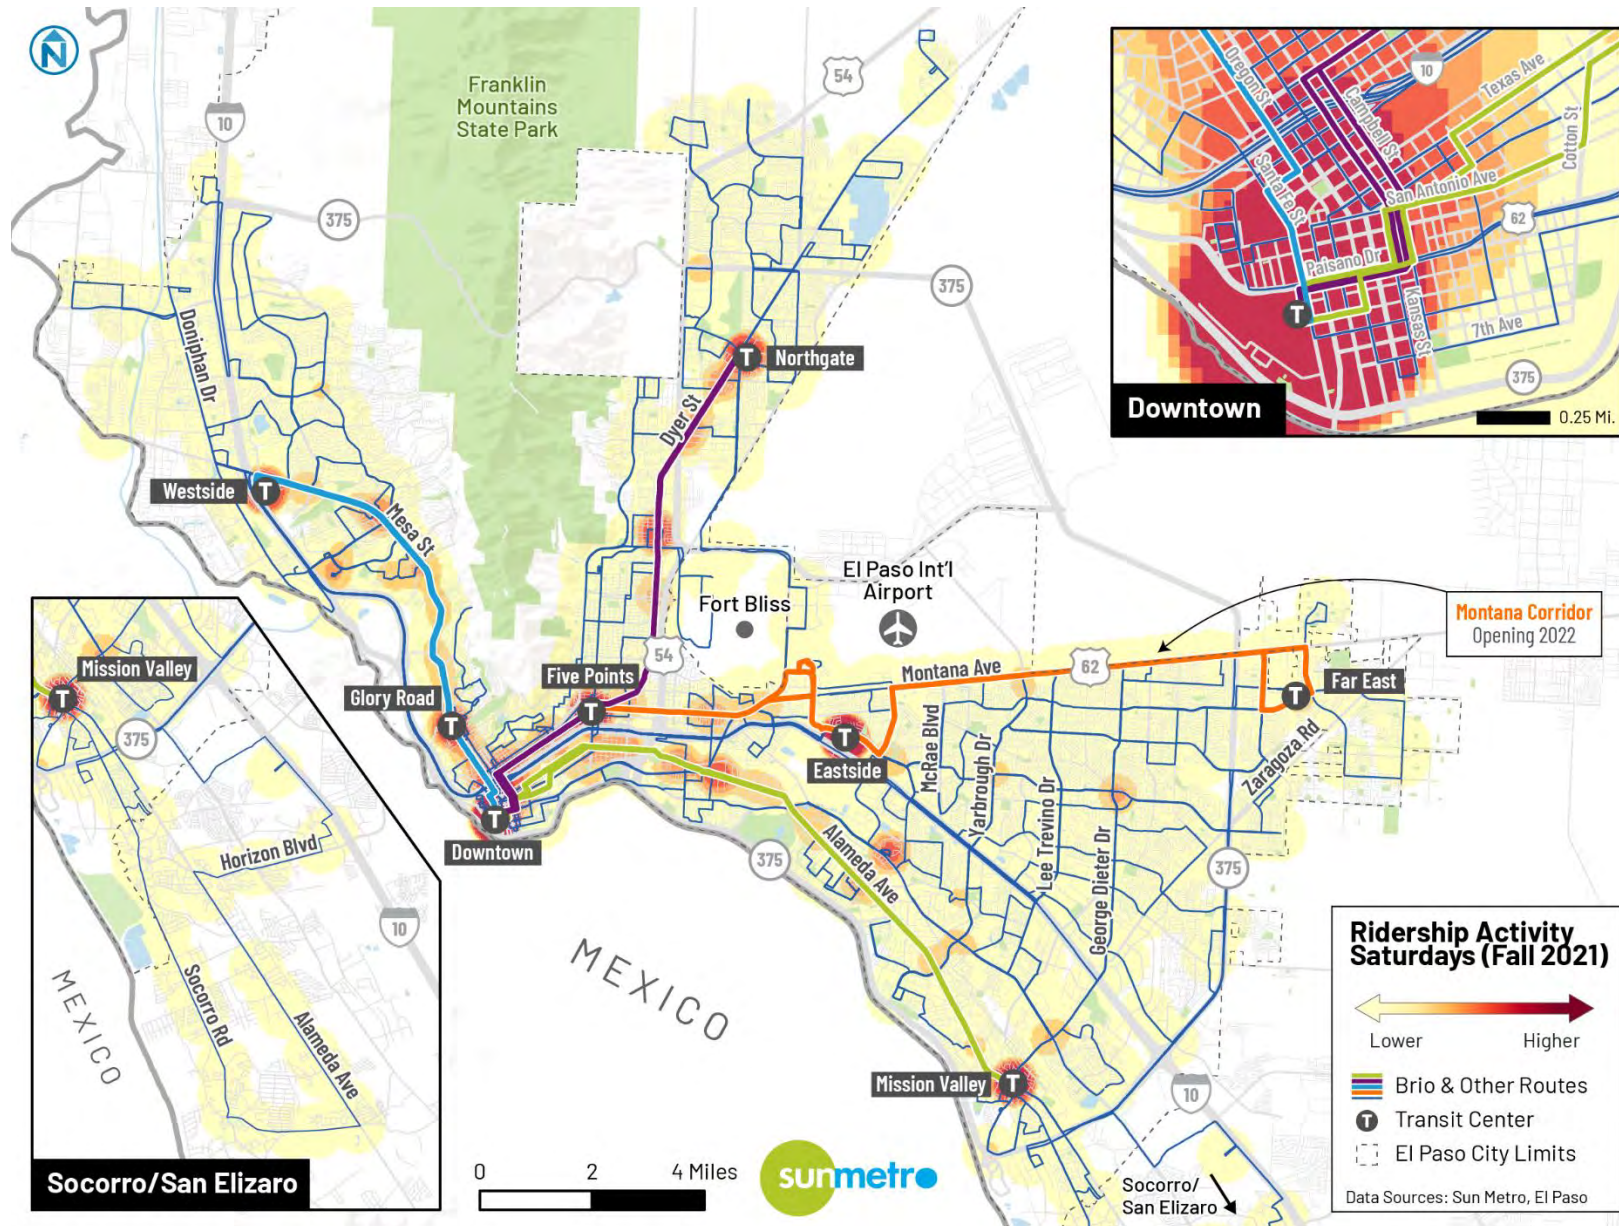 N
Franklin
Mountains
State Park
54
10
375
375
Doniphan Dr
Northgate
Dyer St
Westside
Mesa St
El Paso Int'l
Airport
Fort Bliss
54
Five Points
Glory Road
T
T
T
T
T
T
T
T
Downtown
Eastside
Montana Ave
62
Montana Corridor
Opening 2022
Far East
Zaragoza Rd
McRae Blvd
Yarbrough Dr
Lee Trevino Dr
George Dieter Dr
375
375
Alameda Ave
MEXICO
Mission Valley
10
Socorro/
San Elizaro
Oregon St
10
Texas Ave
Campbell St
Cotton St
Santa Fe St
San Antonio Ave
62
Paisano Dr
Kansas St
7th Ave
T
375
Downtown
0.25 Mi.
Mission Valley
T
375
Horizon Blvd
10
Socorro Rd
Alameda Ave
MEXICO
Socorro/San Elizaro
0 2 4 Miles
sunmetro
Ridership Activity
Saturdays (Fall 2021)
Lower Higher
Brio & Other Routes
T Transit Center
El Paso City Limits
Data Sources: Sun Metro, El Paso